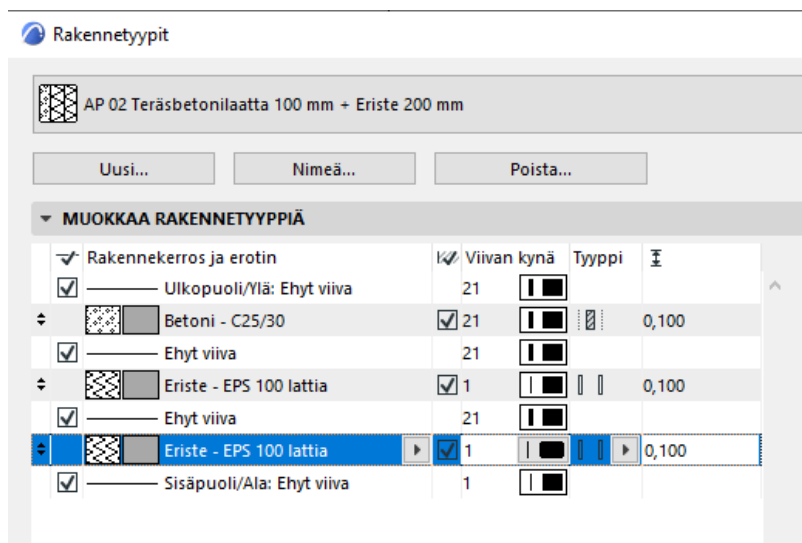 Rakennetyypit
AP 02 Teräsbetonilaatta 100 mm + Eriste 200 mm
Uusi... Nimeä... Poista...
MUOKKAA RAKENNETYYPPIÄ
Rakennekerros ja erotin Viivan kynä Tyyppi
Ulkopuoli/Ylä: Ehyt viiva 21
Betoni - C25/30 21 0,100
Ehyt viiva 21
Eriste - EPS 100 lattia 1 0,100
Ehyt viiva 21
Eriste - EPS 100 lattia 1 0,100
Sisäpuoli/Ala: Ehyt viiva 1